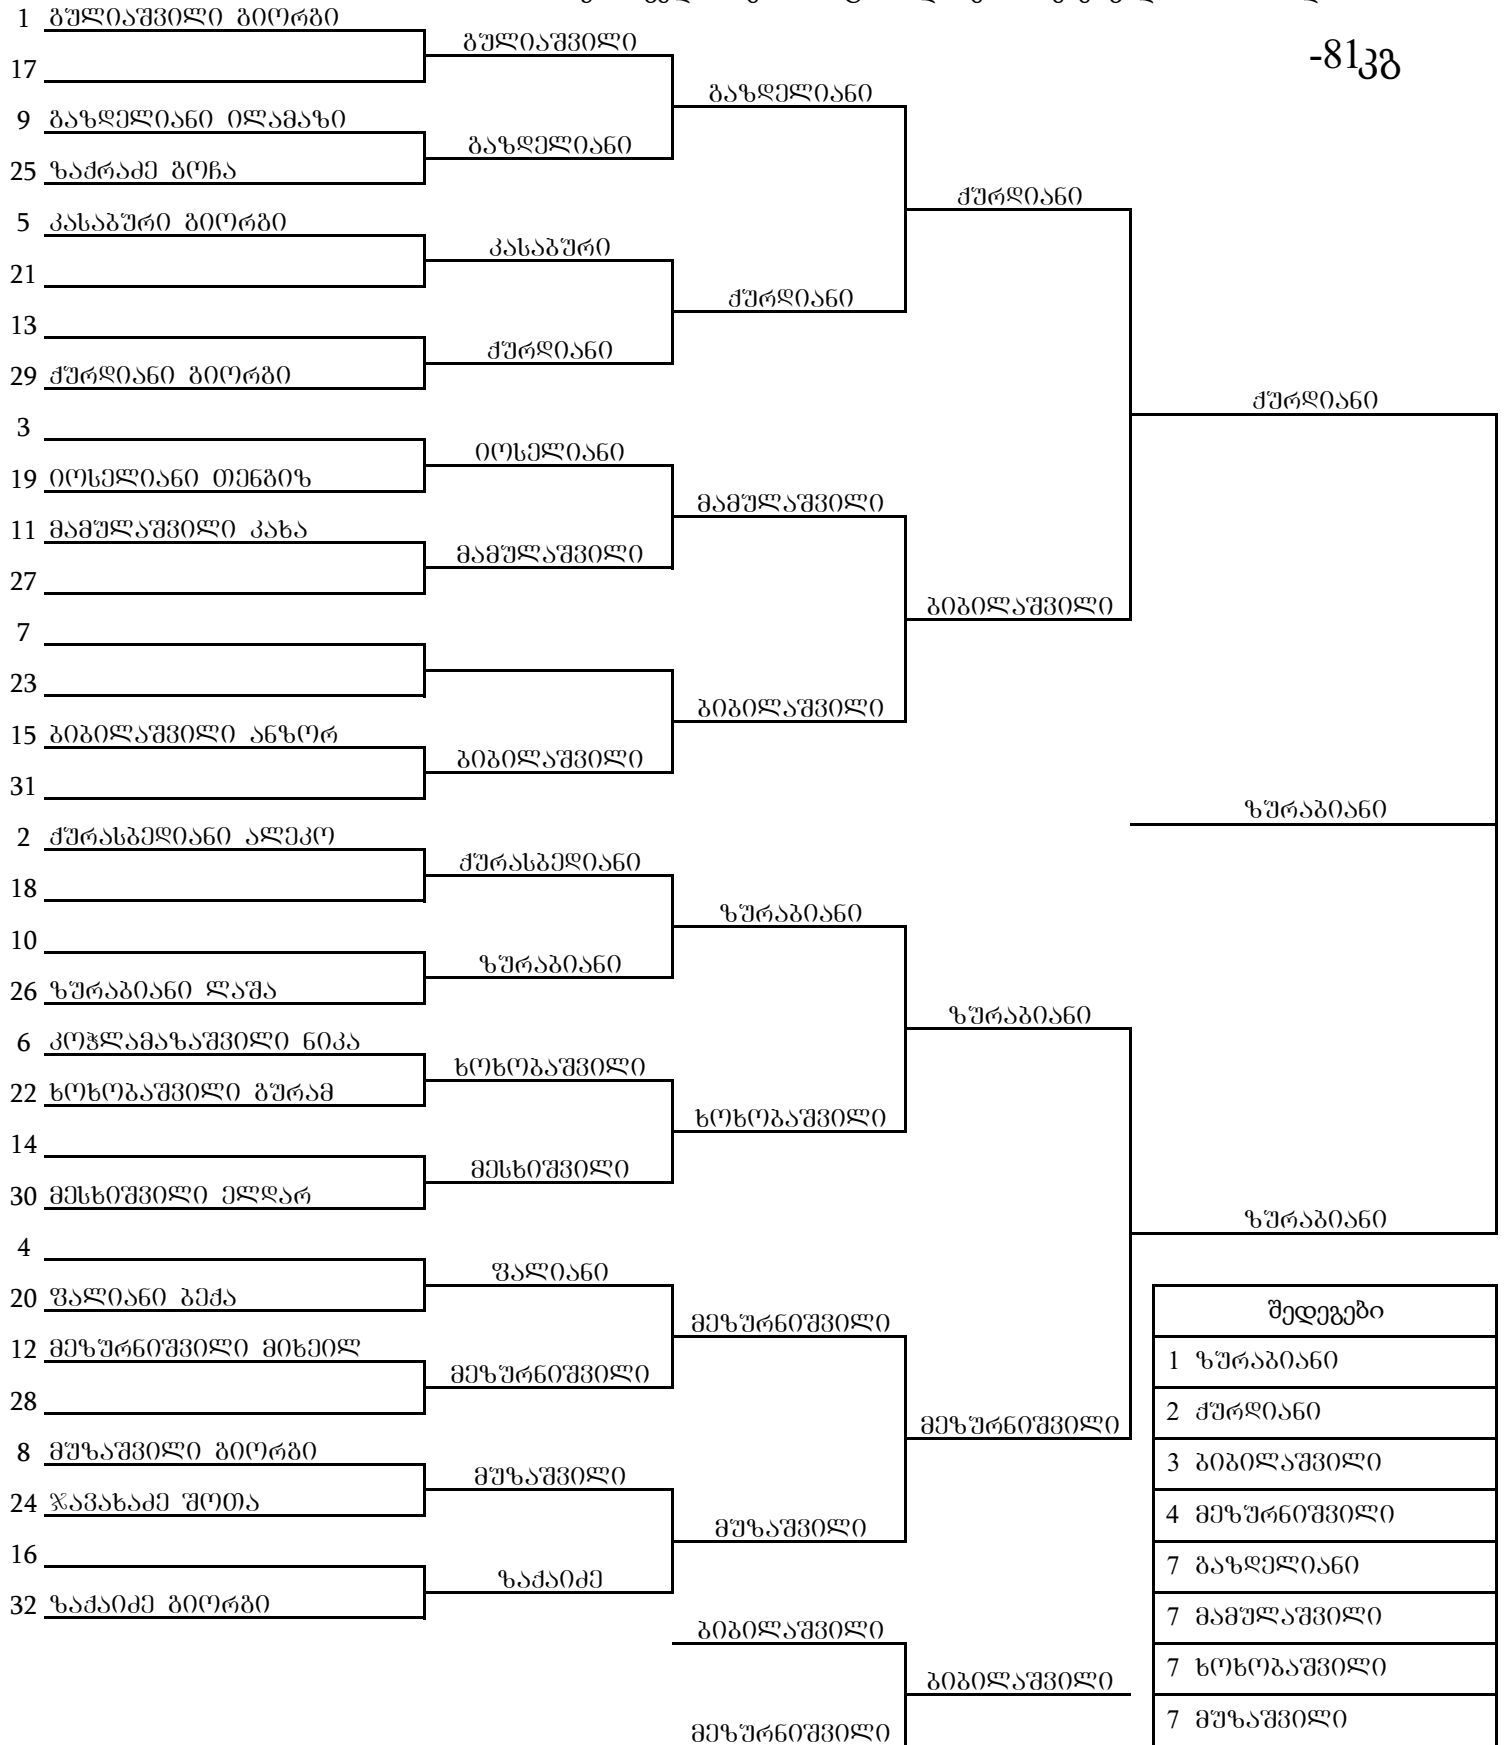 -81კგ
1 გულიაშვილი გიორგი
17
9 გაზდელიანი ილამაზი
25 ზაქრაძე გოჩა
5 კასაბური გიორგი
21
13
29 ქურდიანი გიორგი
3
19 იოსელიანი თენგიზ
11 მამულაშვილი კახა
27
7
23
15 ბიბილაშვილი ანზორ
31
2 ქურასბედიანი ალეკო
18
10
26 ზურაბიანი ლაშა
6 კოჭლამაზაშვილი ნიკა
22 ხოხობაშვილი გურამ
14
30 მესხიშვილი ელდარ
4
20 ფალიანი ბექა
12 მეზურნიშვილი მიხეილ
28
8 მუზაშვილი გიორგი
24 ჯავახაძე შოთა
16
32 ზაქაიძე გიორგი
გულიაშვილი
გაზდელიანი
კასაბური
ქურდიანი
იოსელიანი
მამულაშვილი
ბიბილაშვილი
ქურასბედიანი
ზურაბიანი
ხოხობაშვილი
მესხიშვილი
ფალიანი
მეზურნიშვილი
მუზაშვილი
ზაქაიძე
გაზდელიანი
ქურდიანი
მამულაშვილი
ბიბილაშვილი
ზურაბიანი
ხოხობაშვილი
მეზურნიშვილი
მუზაშვილი
ბიბილაშვილი
მეზურნიშვილი
ქურდიანი
ბიბილაშვილი
ზურაბიანი
მეზურნიშვილი
ბიბილაშვილი
ქურდიანი
ზურაბიანი
ზურაბიანი
შედეგები
1 ზურაბიანი
2 ქურდიანი
3 ბიბილაშვილი
4 მეზურნიშვილი
7 გაზდელიანი
7 მამულაშვილი
7 ხოხობაშვილი
7 მუზაშვილი